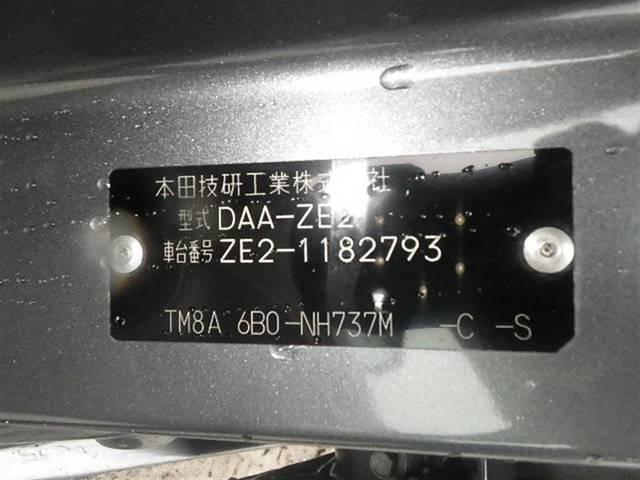 本田技研工業株式会社
型式 DAA-ZE2
車台番号 ZE2-1182793
TM8A 6B0-NH737M -C -S